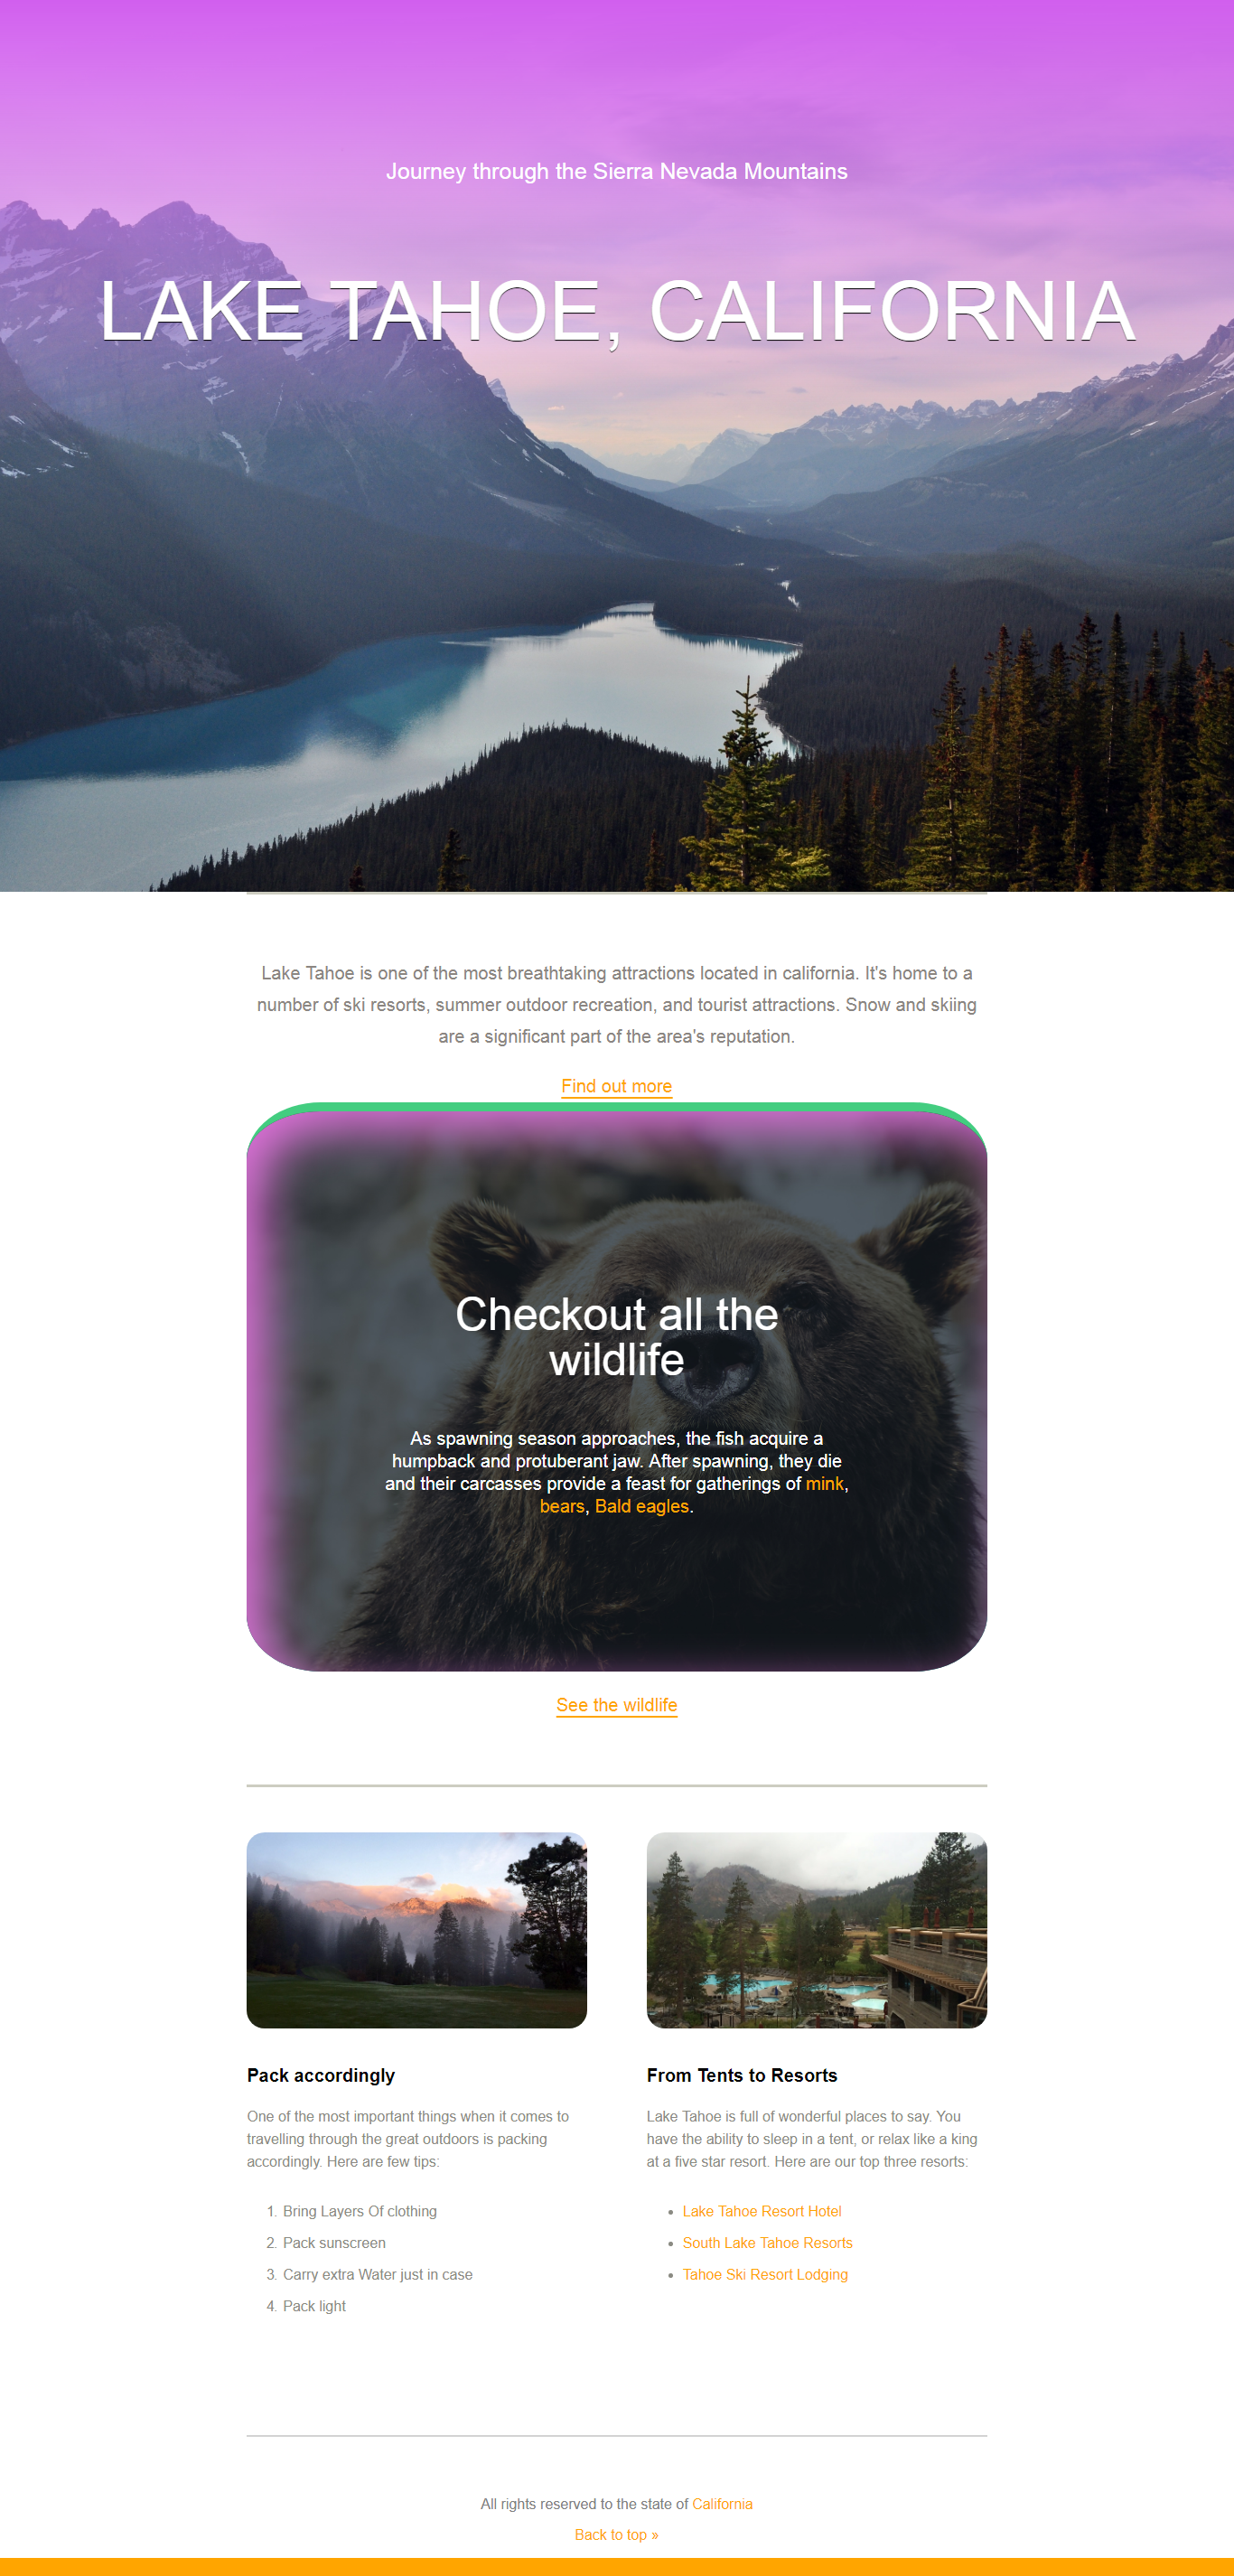 Journey through the Sierra Nevada Mountains
LAKE TAHOE, CALIFORNIA
Lake Tahoe is one of the most breathtaking attractions located in california. It's home to a
number of ski resorts, summer outdoor recreation, and tourist attractions. Snow and skiing
are a significant part of the area's reputation.
Find out more
Checkout all the
wildlife
As spawning season approaches, the fish acquire a
humpback and protuberant jaw. After spawning, they die
and their carcasses provide a feast for gatherings of mink,
bears, Bald eagles.
See the wildlife
Pack accordingly
One of the most important things when it comes to
travelling through the great outdoors is packing
accordingly. Here are few tips:
1. Bring Layers Of clothing
2. Pack sunscreen
3. Carry extra Water just in case
4. Pack light
From Tents to Resorts
Lake Tahoe is full of wonderful places to say. You
have the ability to sleep in a tent, or relax like a king
at a five star resort. Here are our top three resorts:
• Lake Tahoe Resort Hotel
• South Lake Tahoe Resorts
• Tahoe Ski Resort Lodging
All rights reserved to the state of California
Back to top »